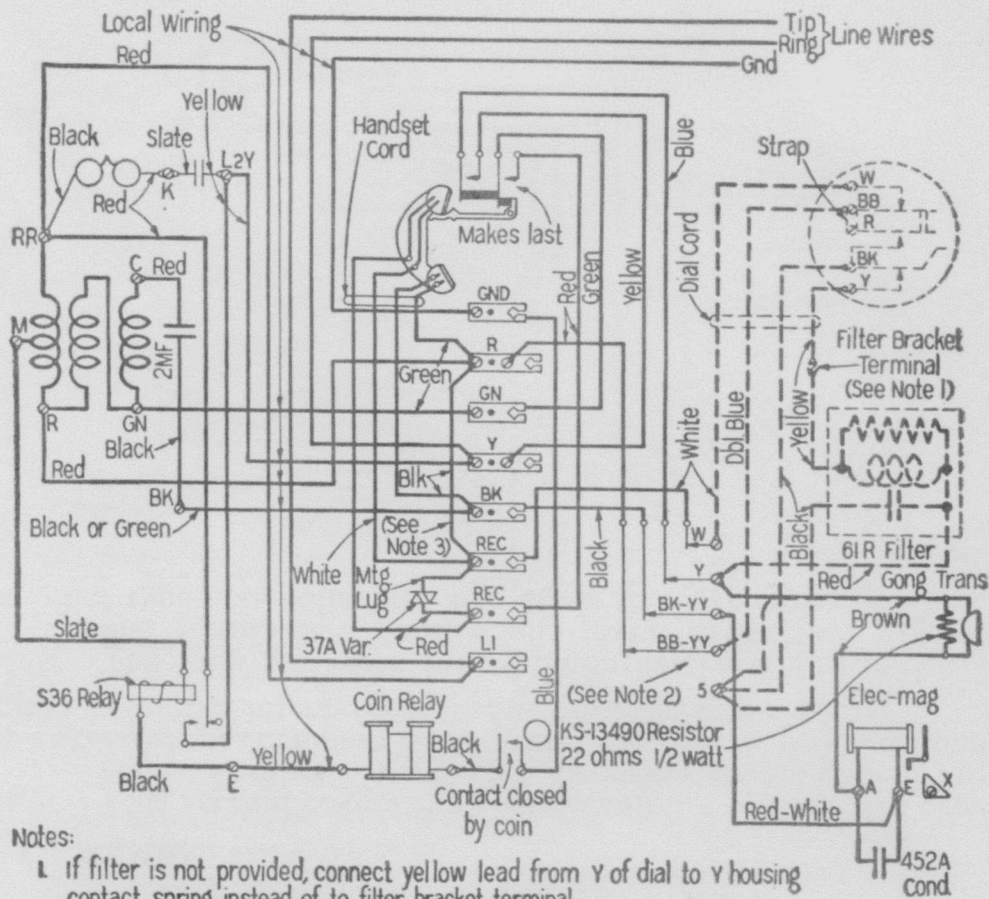 Local Wiring
Tip
Ring
Line Wires
Gnd
Red
Yellow
Black
Slate
Handset
Cord
Blue
Strap
L2Y
K
Red
W
BB
R
BK
Y
RR
Makes last
Dial Cord
C
Red
GND
Red
Green
Yellow
M
2MF
R
Filter Bracket
Terminal
(See Note 1)
Green
GN
R
GN
Black
Y
White
Dbl. Blue
Yellow
Red
Blk
BK
BK
Black or Green
(See
Note 3)
W
Black
61R Filter
REC
Black
White
Mtg
Lug
Y
Red
Gong Trans
REC
BK-YY
Brown
Slate
37A Var.
Red
BB-YY
LI
(See Note 2)
5
Elec-mag
S36 Relay
Coin Relay
Blue
KS-13490 Resistor
22 ohms 1/2 watt
Yellow
Black
Black
E
Contact closed
by coin
A
E
X
Red-White
Notes:
1. If filter is not provided, connect yellow lead from Y of dial to Y housing
contact spring instead of to filter bracket terminal
452A
Cond.